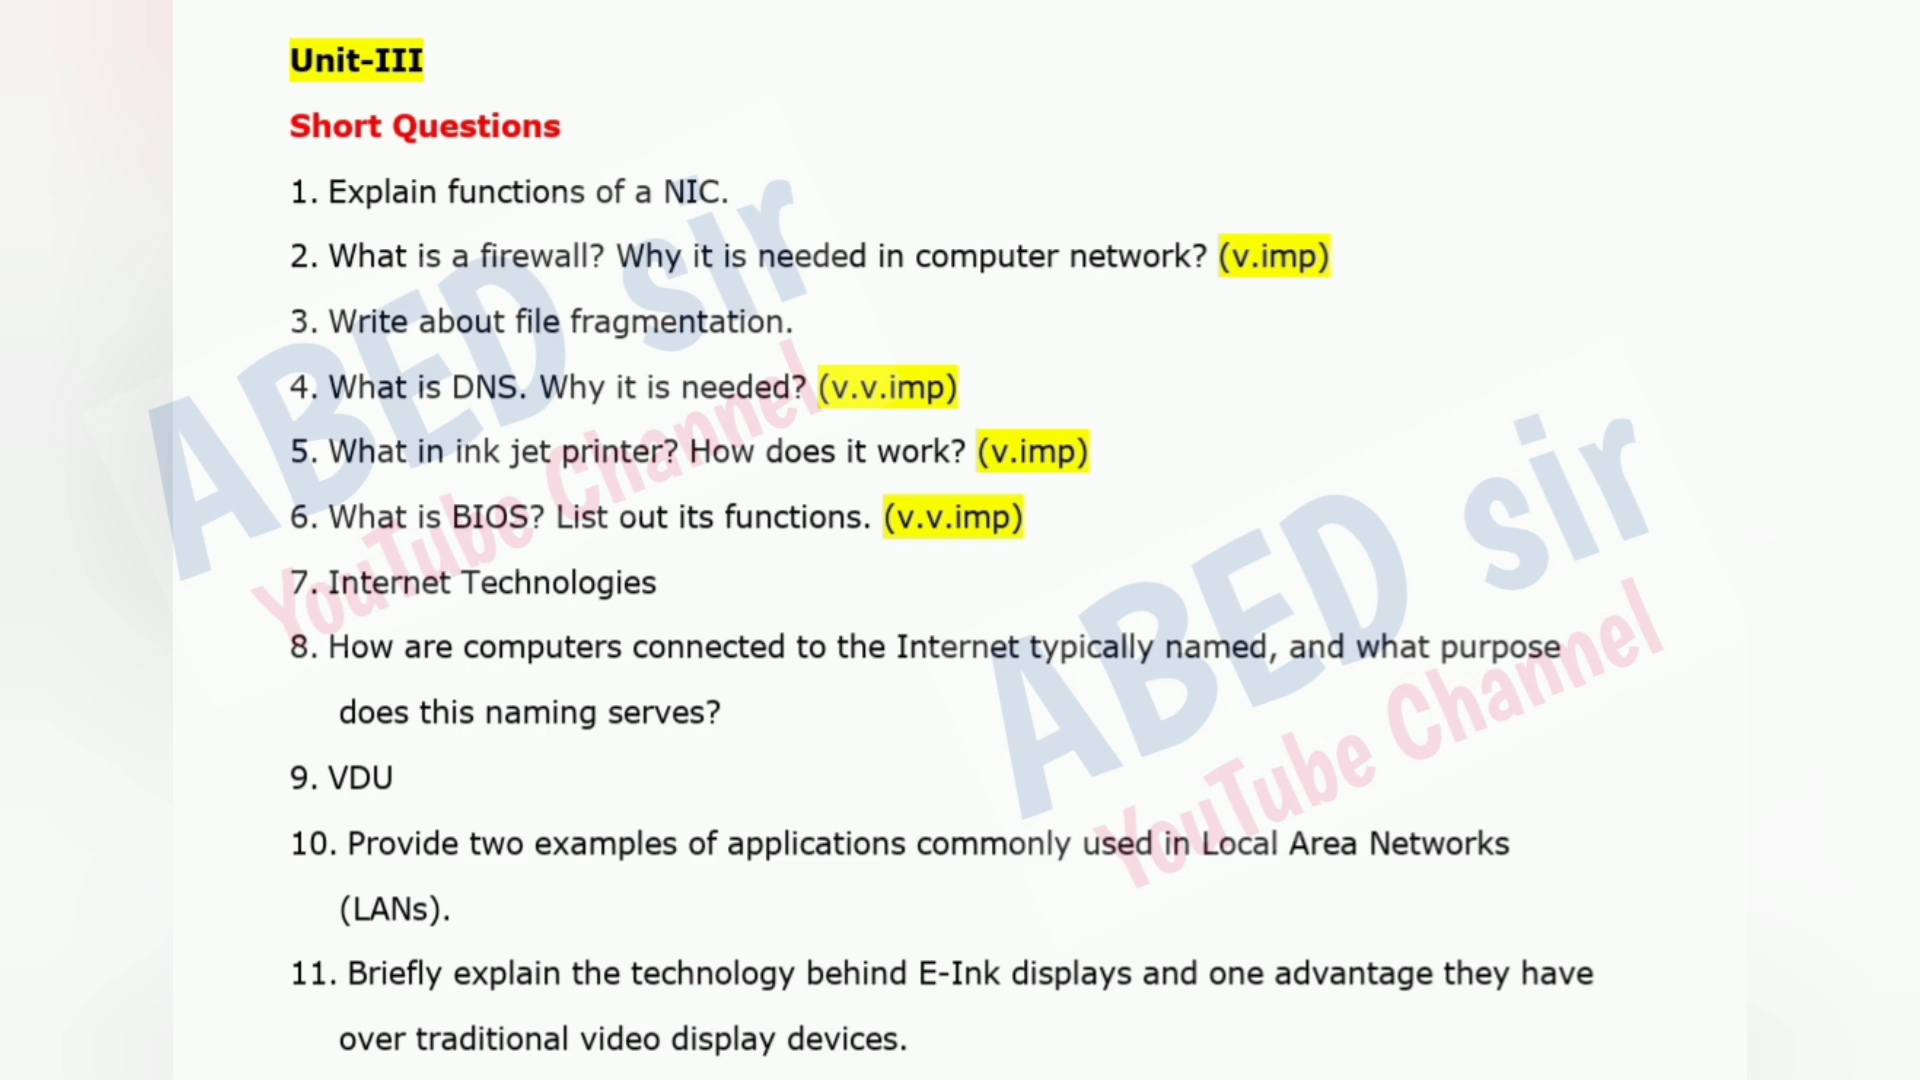 Unit-III
Short Questions
1. Explain functions of a NIC.
2. What is a firewall? Why it is needed in computer network? (v.imp)
3. Write about file fragmentation.
4. What is DNS. Why it is needed? (v.v.imp)
5. What in ink jet printer? How does it work? (v.imp)
6. What is BIOS? List out its functions. (v.v.imp)
7. Internet Technologies
8. How are computers connected to the Internet typically named, and what purpose
does this naming serves?
9. VDU
10. Provide two examples of applications commonly used in Local Area Networks
(LANs).
11. Briefly explain the technology behind E-Ink displays and one advantage they have
over traditional video display devices.
ABED sir
YouTube Channel
ABED sir
YouTube Channel